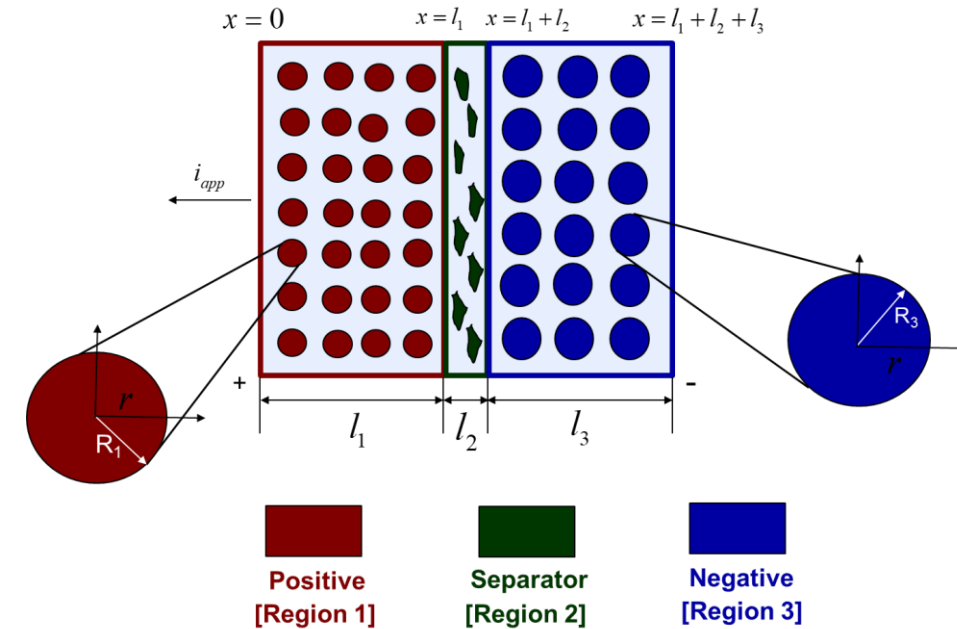 x = 0
x = l₁
x = l₁ + l₂
x = l₁ + l₂ + l₃
i_app
R₃
r
r
R₁
+
-
l₁
l₂
l₃
Positive
[Region 1]
Separator
[Region 2]
Negative
[Region 3]